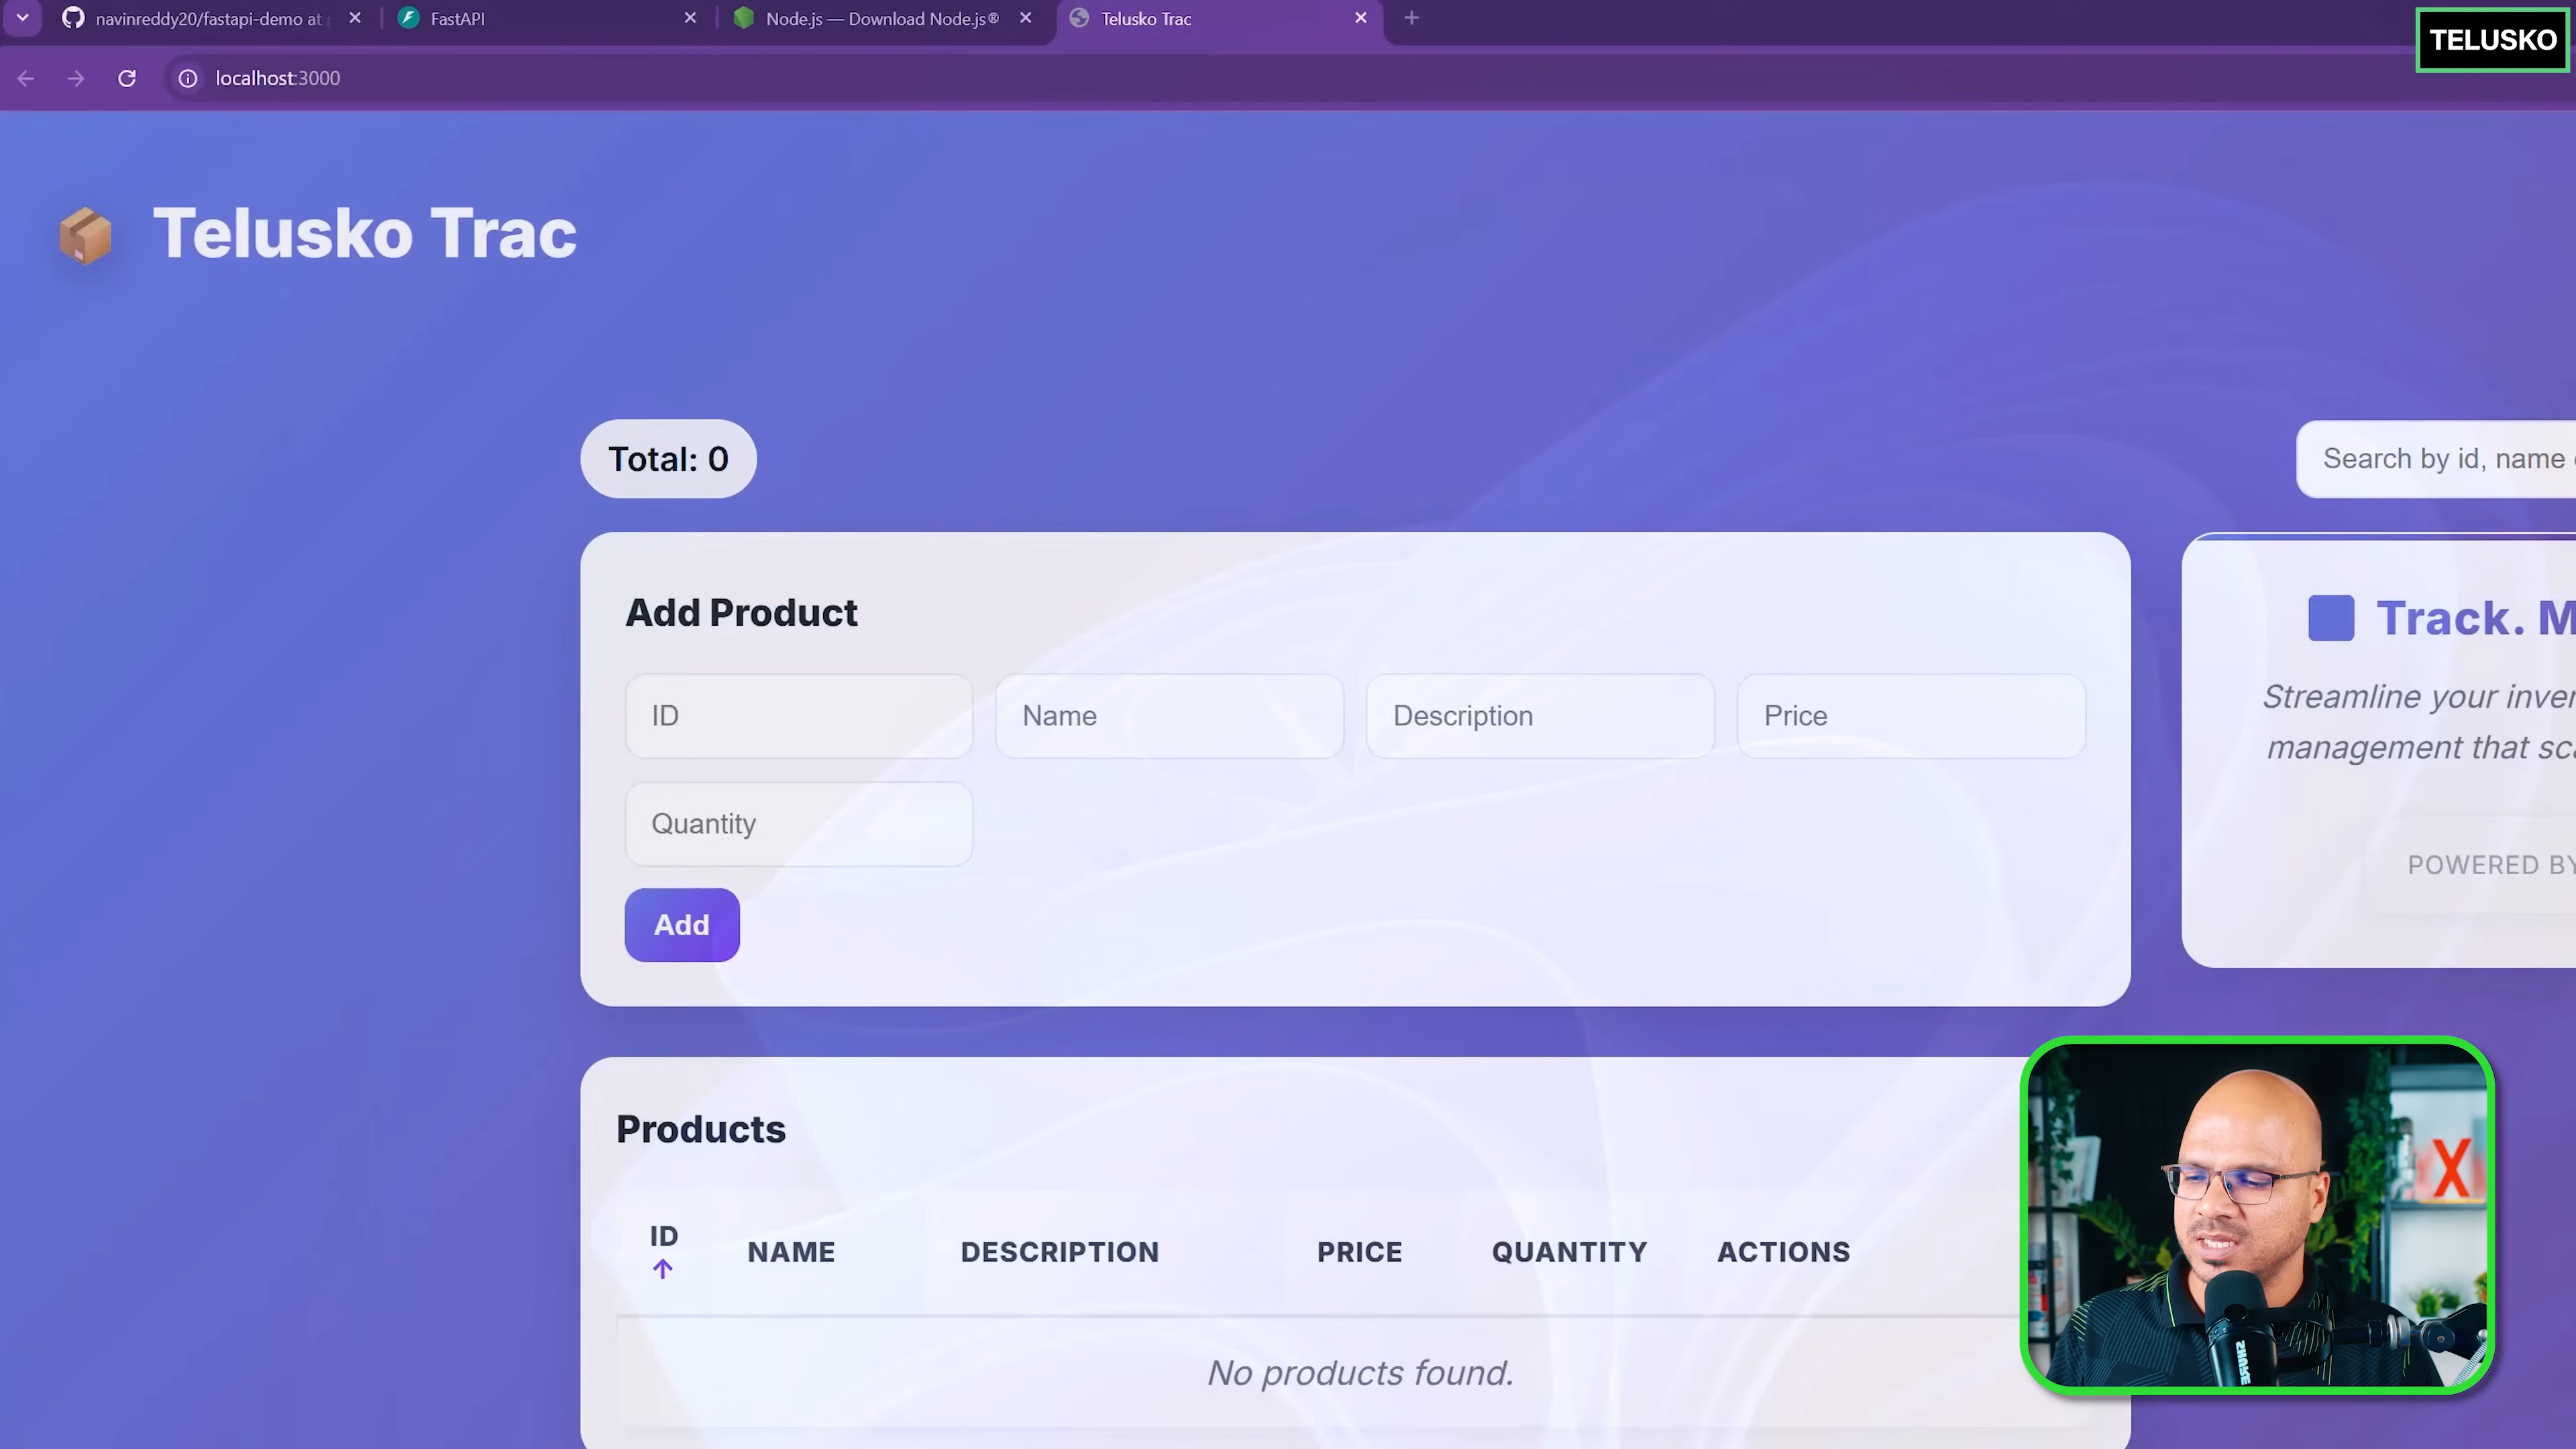 navinreddy20/fastapi-demo at
FastAPI
Node.js — Download Node.js®
Telusko Trac
TELUSKO
localhost:3000
📦 Telusko Trac
Total: 0
Search by id, name
Add Product
Track.
ID
Name
Description
Price
Streamline your
management that
Quantity
POWERED BY
Add
Products
ID ↑
NAME
DESCRIPTION
PRICE
QUANTITY
ACTIONS
No products found.
X